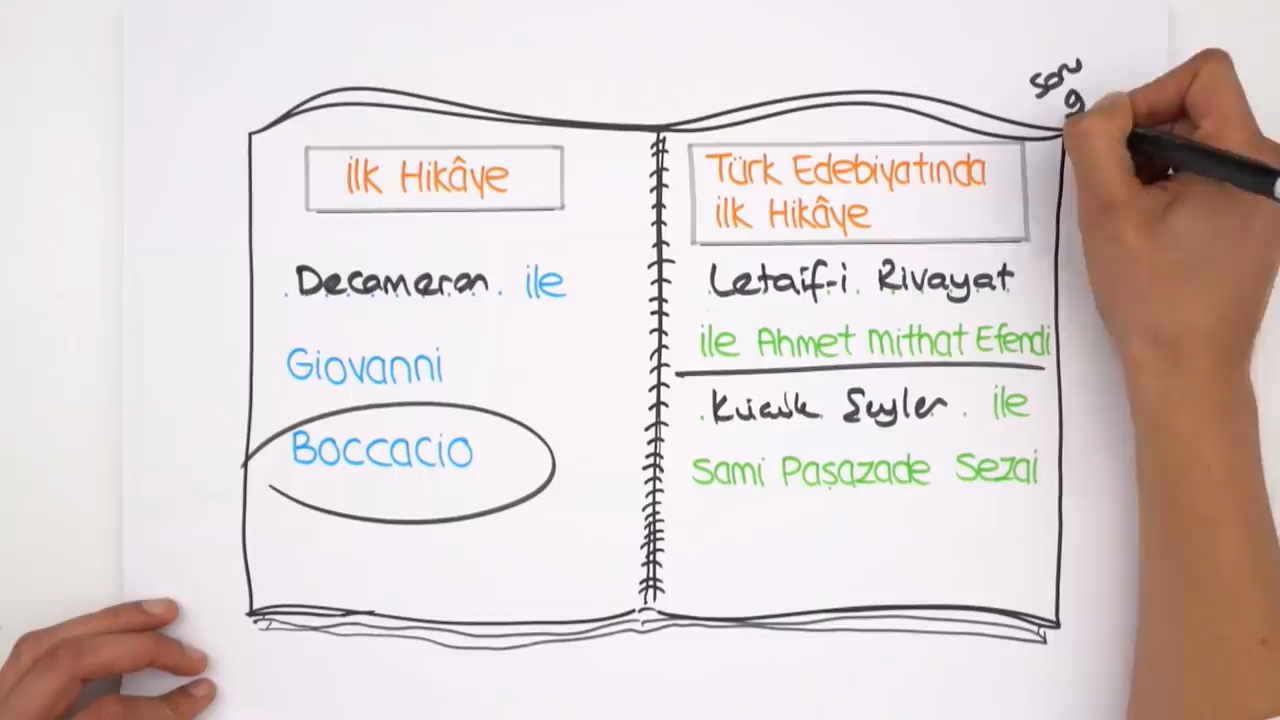 İlk Hikâye
Decameron ile
Giovanni
Boccacio
Türk Edebiyatında
İlk Hikâye
Letaif-i Rivayat
ile Ahmet Mithat Efendi
Küçük Şeyler ile
Sami Paşazade Sezai